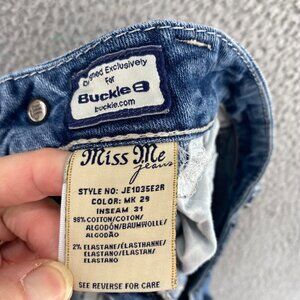 Designed Exclusively
For
Buckle B
buckle.com
Miss Me
jeans
STYLE NO: JE1035E2R
COLOR: MK 29
INSEAM 31
98% COTTON/COTON/
ALGODÓN/BAUMWOLLE/
ALGODÃO
2% ELASTANE/ÉLASTHANNE/
ELASTANO/ELASTAN/
ELASTANO
SEE REVERSE FOR CARE